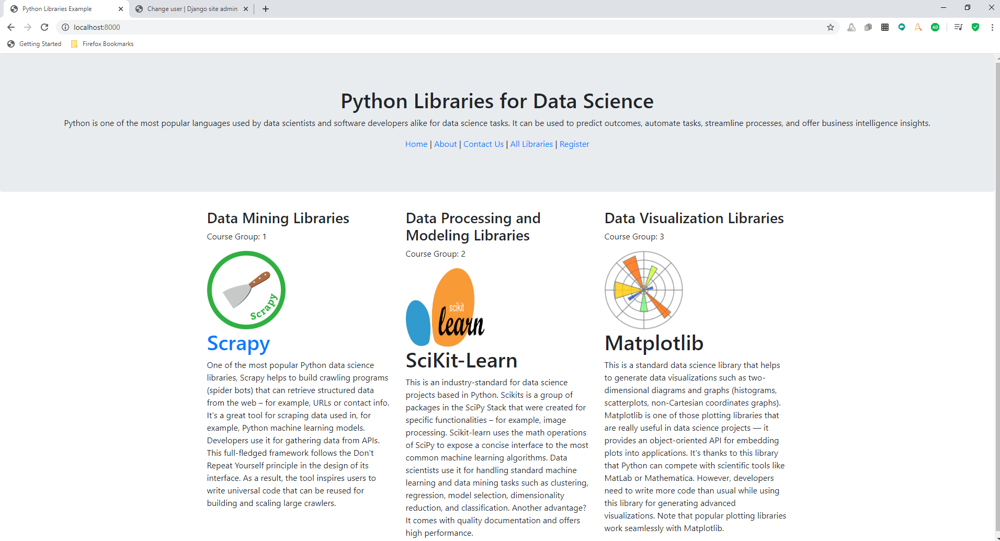 Python Libraries Example
Change user | Django site admin
localhost:8000
AD
Getting Started
Firefox Bookmarks
Python Libraries for Data Science
Python is one of the most popular languages used by data scientists and software developers alike for data science tasks. It can be used to predict outcomes, automate tasks, streamline processes, and offer business intelligence insights.
Home | About | Contact Us | All Libraries | Register
Data Mining Libraries
Course Group: 1
Scrapy
Scrapy
One of the most popular Python data science
libraries, Scrapy helps to build crawling programs
(spider bots) that can retrieve structured data
from the web – for example, URLs or contact info.
It's a great tool for scraping data used in, for
example, Python machine learning models.
Developers use it for gathering data from APIs.
This full-fledged framework follows the Don't
Repeat Yourself principle in the design of its
interface. As a result, the tool inspires users to
write universal code that can be reused for
building and scaling large crawlers.
Data Processing and
Modeling Libraries
Course Group: 2
scikit
learn
SciKit-Learn
This is an industry-standard for data science
projects based in Python. Scikits is a group of
packages in the SciPy Stack that were created for
specific functionalities – for example, image
processing. Scikit-learn uses the math operations
of SciPy to expose a concise interface to the most
common machine learning algorithms. Data
scientists use it for handling standard machine
learning and data mining tasks such as clustering,
regression, model selection, dimensionality
reduction, and classification. Another advantage?
It comes with quality documentation and offers
high performance.
Data Visualization Libraries
Course Group: 3
Matplotlib
This is a standard data science library that helps
to generate data visualizations such as two-
dimensional diagrams and graphs (histograms,
scatterplots, non-Cartesian coordinates graphs).
Matplotlib is one of those plotting libraries that
are really useful in data science projects — it
provides an object-oriented API for embedding
plots into applications. It's thanks to this library
that Python can compete with scientific tools like
MatLab or Mathematica. However, developers
need to write more code than usual while using
this library for generating advanced
visualizations. Note that popular plotting libraries
work seamlessly with Matplotlib.